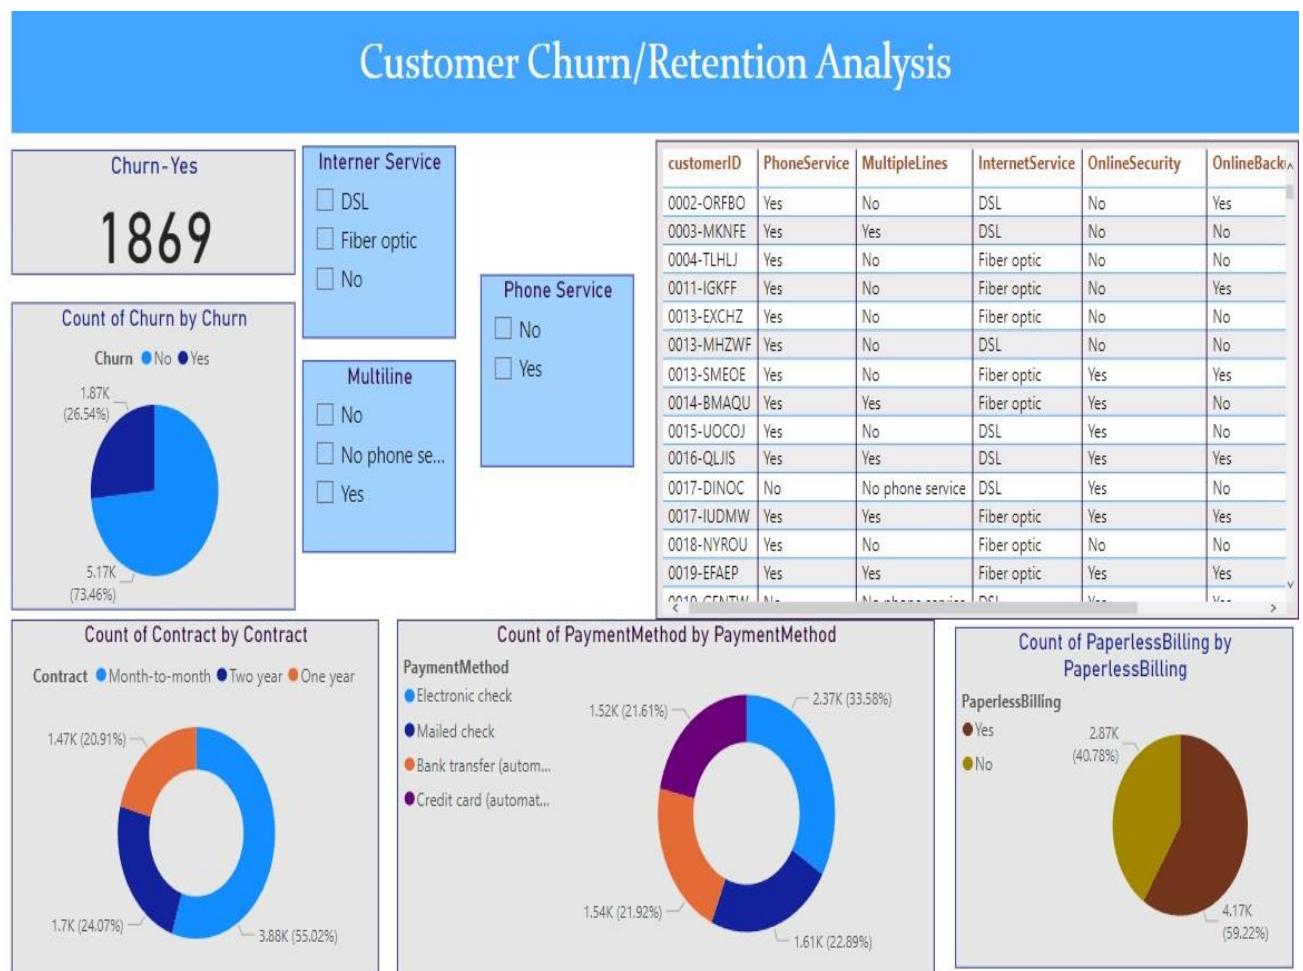 Customer Churn/Retention Analysis
Churn-Yes
1869
Interner Service
DSL
Fiber optic
No
Phone Service
No
Yes
Multiline
No
No phone se...
Yes
Count of Churn by Churn
Churn No Yes
1.87K
(26.54%)
5.17K
(73.46%)
customerID PhoneService MultipleLines InternetService OnlineSecurity OnlineBack
0002-ORFBO Yes No DSL No Yes
0003-MKNFE Yes Yes DSL No No
0004-TLHLJ Yes No Fiber optic No No
0011-IGKFF Yes No Fiber optic No Yes
0013-EXCHZ Yes No Fiber optic No No
0013-MHZWF Yes No DSL No No
0013-SMEOE Yes No Fiber optic Yes Yes
0014-BMAQU Yes Yes Fiber optic Yes No
0015-UOCOJ Yes No DSL Yes No
0016-QLJIS Yes Yes DSL Yes Yes
0017-DINOC No No phone service DSL Yes No
0017-IUDMW Yes Yes Fiber optic Yes Yes
0018-NYROU Yes No Fiber optic No No
0019-EFAEP Yes Yes Fiber optic Yes Yes
Count of Contract by Contract
Contract Month-to-month Two year One year
1.47K (20.91%)
1.7K (24.07%)
3.88K (55.02%)
Count of PaymentMethod by PaymentMethod
PaymentMethod
Electronic check
Mailed check
Bank transfer (autom...
Credit card (automat...
1.52K (21.61%)
2.37K (33.58%)
1.54K (21.92%)
1.61K (22.89%)
Count of PaperlessBilling by
PaperlessBilling
PaperlessBilling
Yes
No
2.87K
(40.78%)
4.17K
(59.22%)